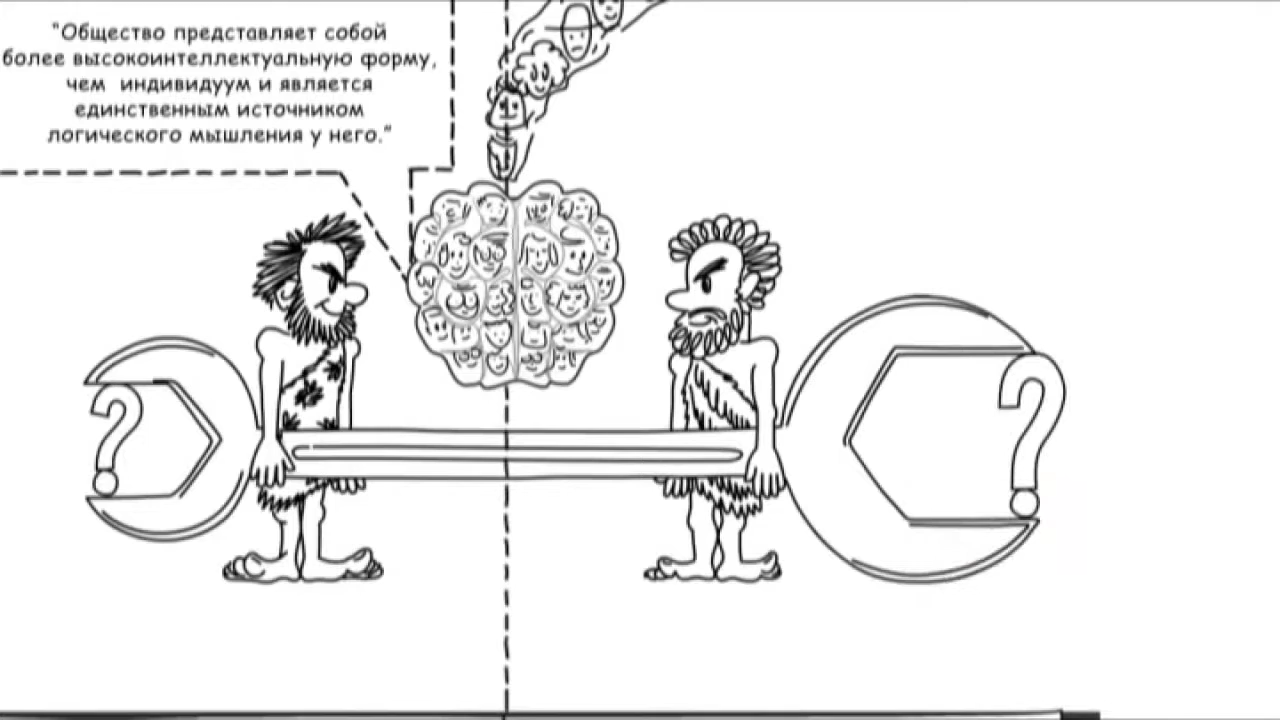 "Общество представляет собой
более высокоинтеллектуальную форму,
чем индивидуум и является
единственным источником
логического мышления у него."
? ?